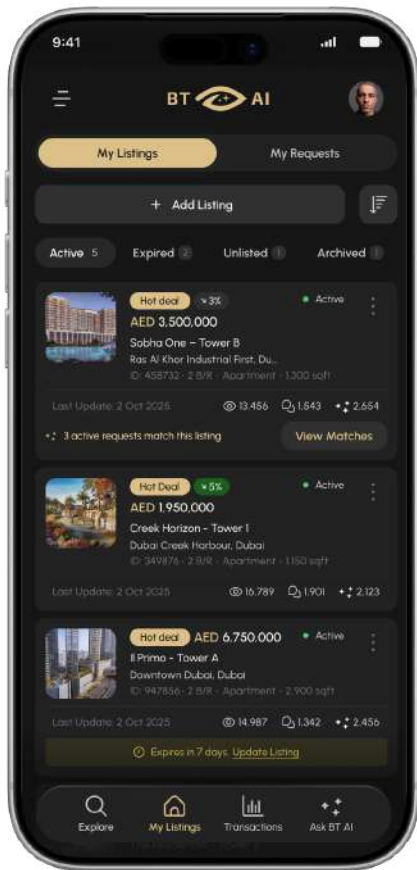 9:41
BT AI
My Listings My Requests
+ Add Listing
Active 5 Expired 2 Unlisted 1 Archived 1
Hot deal 3% Active
AED 3,500,000
Sobha One – Tower B
Ras Al Khor Industrial First, Du...
ID: 458732 · 2 B/R · Apartment · 1,300 sqft
Last Update: 2 Oct 2025 13,456 1,543 2,654
3 active requests match this listing View Matches
Hot Deal 5% Active
AED 1,950,000
Creek Horizon - Tower 1
Dubai Creek Harbour, Dubai
ID: 349876 · 2 B/R · Apartment · 1,150 sqft
Last Update: 2 Oct 2025 16,789 1,901 2,123
Hot deal AED 6,750,000 Active
Il Primo - Tower A
Downtown Dubai, Dubai
ID: 947856 · 2 B/R · Apartment · 2,900 sqft
Last Update: 2 Oct 2025 14,987 1,342 2,456
Expires in 7 days. Update Listing
Explore My Listings Transactions Ask BT AI